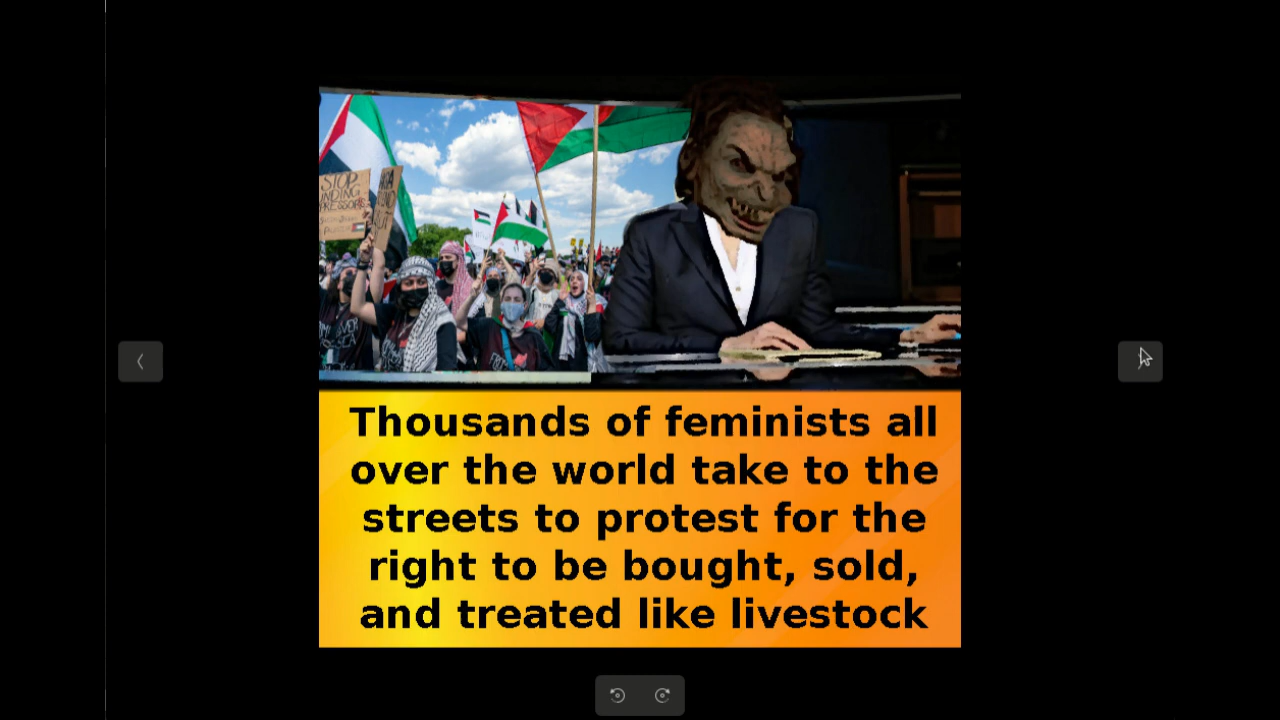 STOP
Thousands of feminists all
over the world take to the
streets to protest for the
right to be bought, sold,
and treated like livestock